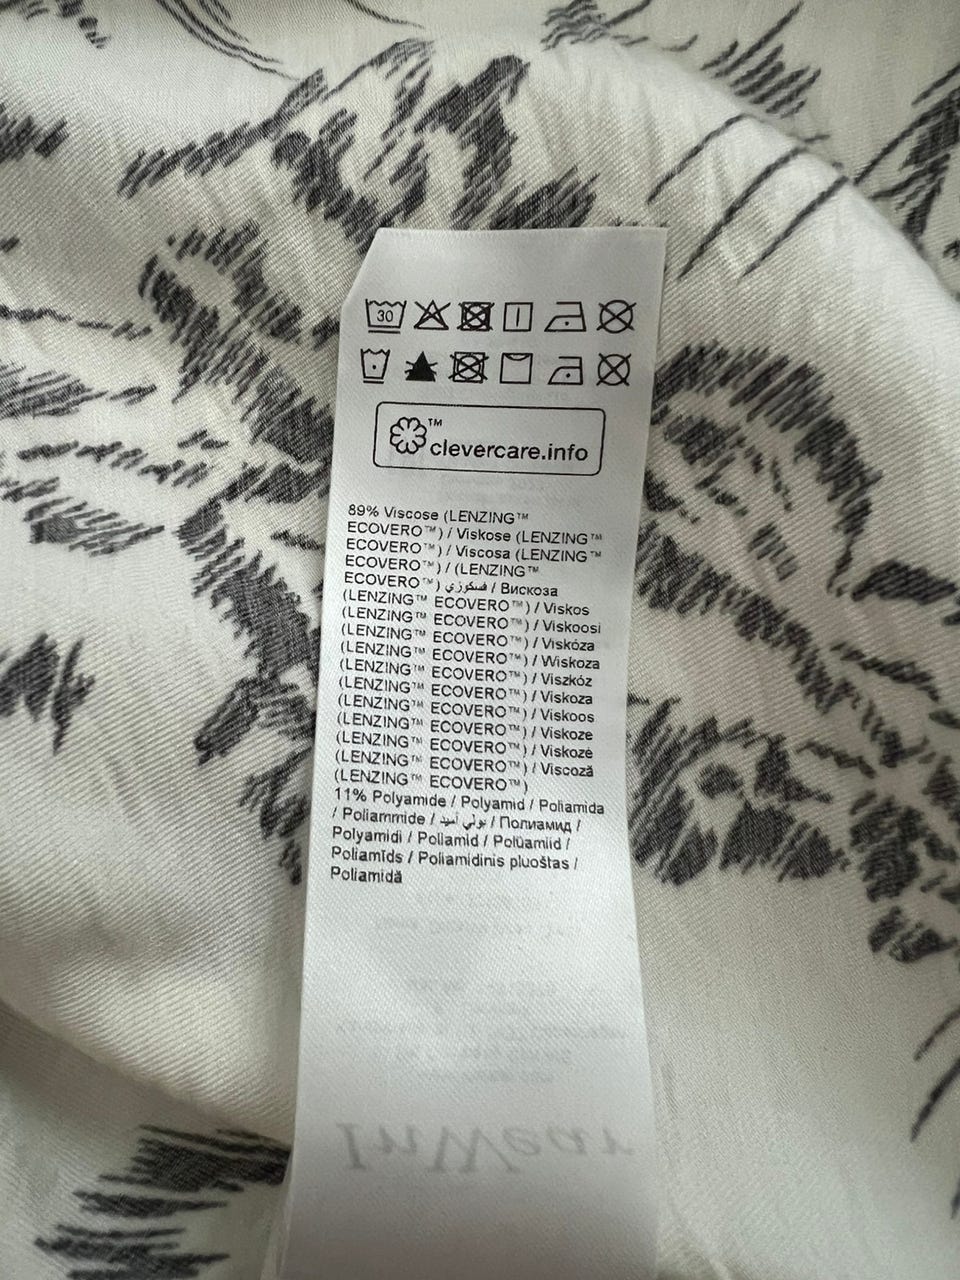 30
™ clevercare.info
89% Viscose (LENZING™
ECOVERO™) / Viskose (LENZING™
ECOVERO™) / Viscosa (LENZING™
ECOVERO™) / (LENZING™
ECOVERO™) فسكوزي / Вискоза
(LENZING™ ECOVERO™) / Viskos
(LENZING™ ECOVERO™) / Viskoosi
(LENZING™ ECOVERO™) / Viskóza
(LENZING™ ECOVERO™) / Wiskoza
(LENZING™ ECOVERO™) / Viszkóz
(LENZING™ ECOVERO™) / Viskoza
(LENZING™ ECOVERO™) / Viskoos
(LENZING™ ECOVERO™) / Viskoze
(LENZING™ ECOVERO™) / Viskozė
(LENZING™ ECOVERO™) / Viscoză
(LENZING™ ECOVERO™)
11% Polyamide / Polyamid / Poliamida
/ Poliammide / بولي أميد / Полиамид /
Polyamidi / Poliamid / Polüamiid /
Poliamīds / Poliamidinis pluoštas /
Poliamidă
InWear